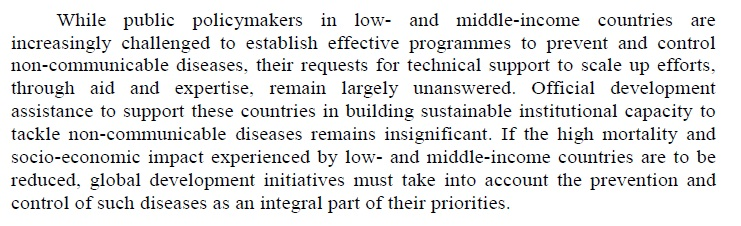 While public policymakers in low- and middle-income countries are
increasingly challenged to establish effective programmes to prevent and control
non-communicable diseases, their requests for technical support to scale up efforts,
through aid and expertise, remain largely unanswered. Official development
assistance to support these countries in building sustainable institutional capacity to
tackle non-communicable diseases remains insignificant. If the high mortality and
socio-economic impact experienced by low- and middle-income countries are to be
reduced, global development initiatives must take into account the prevention and
control of such diseases as an integral part of their priorities.